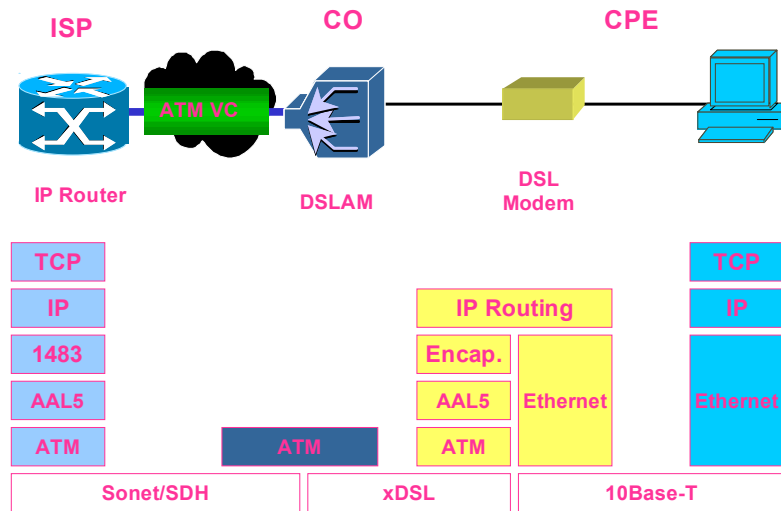 ISP
CO
CPE
ATM VC
IP Router
DSLAM
DSL
Modem
TCP
TCP
IP
IP Routing
IP
1483
Encap.
AAL5
AAL5
Ethernet
Ethernet
ATM
ATM
ATM
Sonet/SDH
xDSL
10Base-T